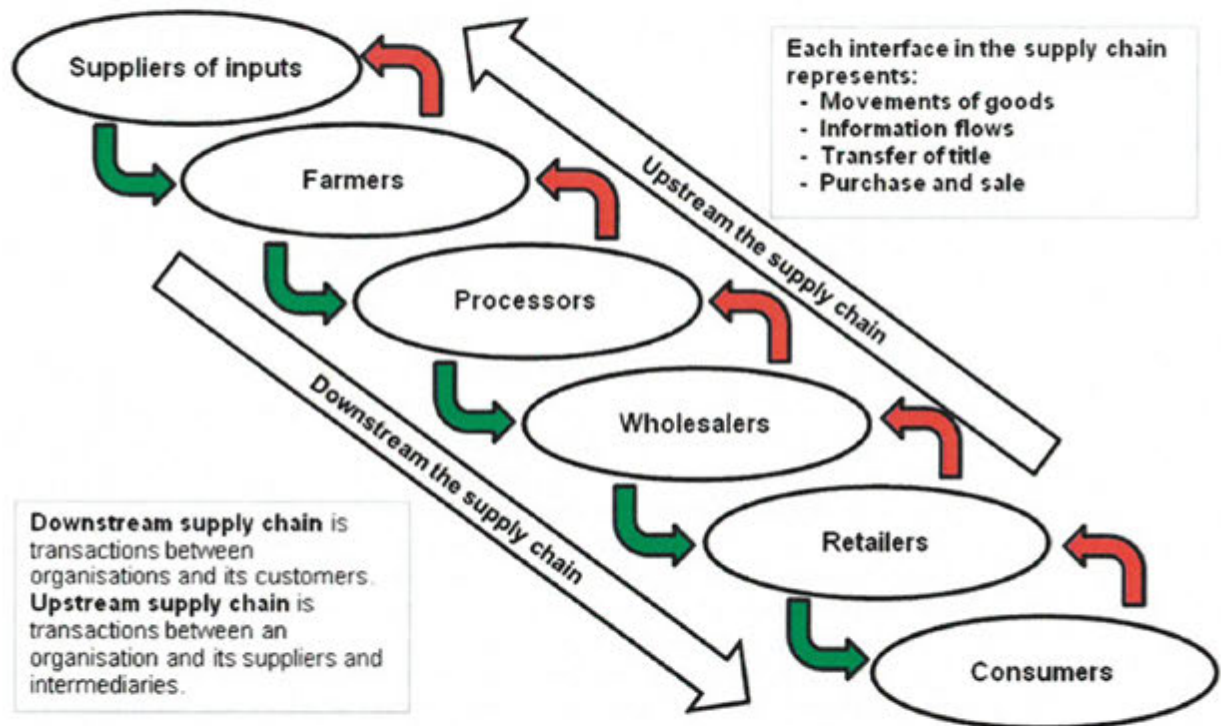 Suppliers of inputs
Each interface in the supply chain
represents:
- Movements of goods
- Information flows
- Transfer of title
- Purchase and sale
Farmers
Upstream the supply chain
Processors
Downstream the supply chain
Wholesalers
Downstream supply chain is
transactions between
organisations and its customers.
Upstream supply chain is
transactions between an
organisation and its suppliers and
intermediaries.
Retailers
Consumers